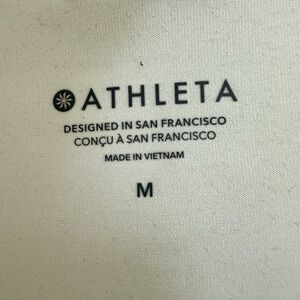 ATHLETA
DESIGNED IN SAN FRANCISCO
CONÇU À SAN FRANCISCO
MADE IN VIETNAM
M